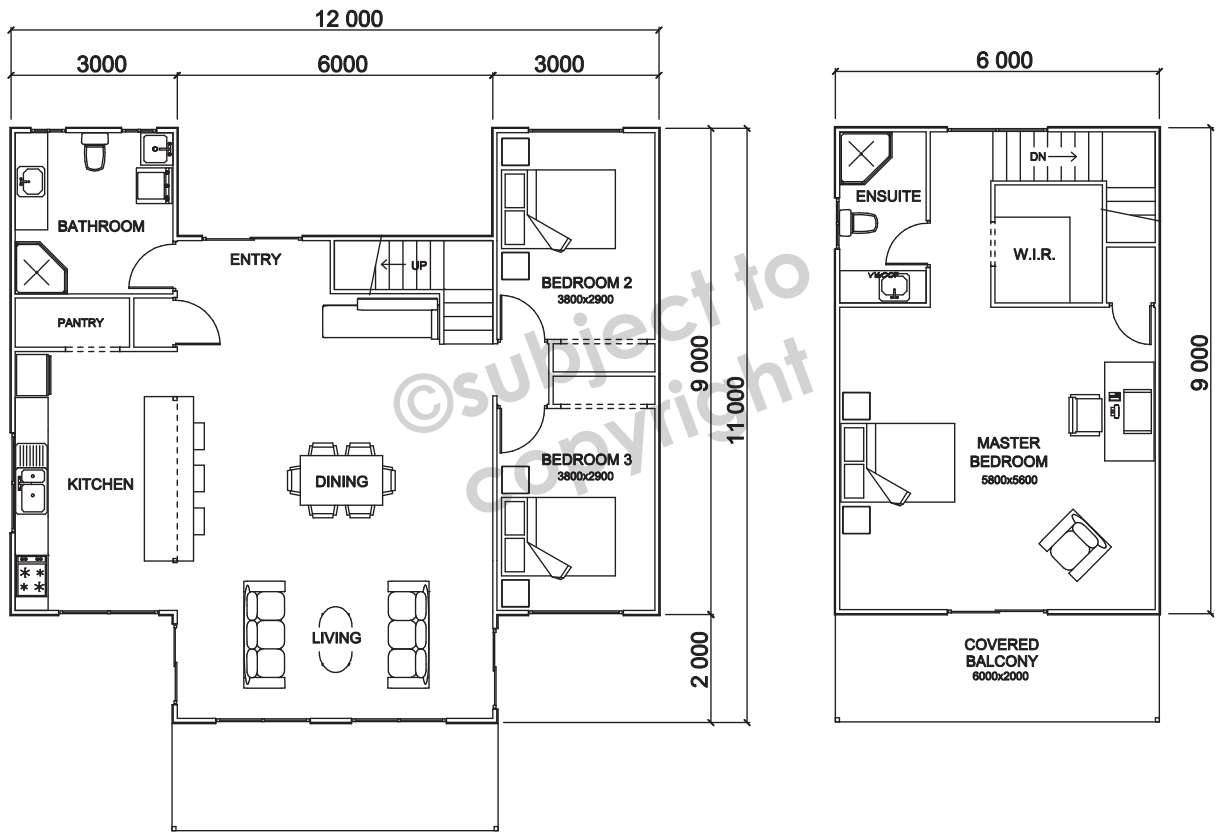 12 000
3000
6000
3000
6 000
BATHROOM
ENTRY
UP
BEDROOM 2
3800x2900
PANTRY
9 000
11 000
KITCHEN
DINING
BEDROOM 3
3800x2900
LIVING
2 000
©subject to
copyright
DN
ENSUITE
W.I.R.
9 000
MASTER
BEDROOM
5800x5600
COVERED
BALCONY
6000x2000